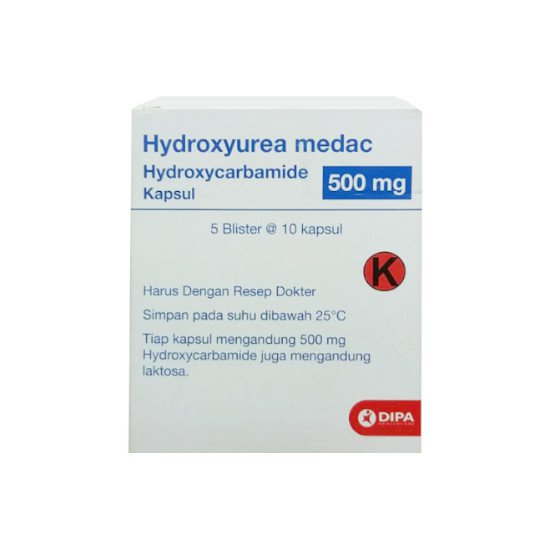 Hydroxyurea medac
Hydroxycarbamide
Kapsul
500 mg
5 Blister @ 10 kapsul
K
Harus Dengan Resep Dokter
Simpan pada suhu dibawah 25°C
Tiap kapsul mengandung 500 mg
Hydroxycarbamide juga mengandung
laktosa.
DIPA
HEALTHCARE